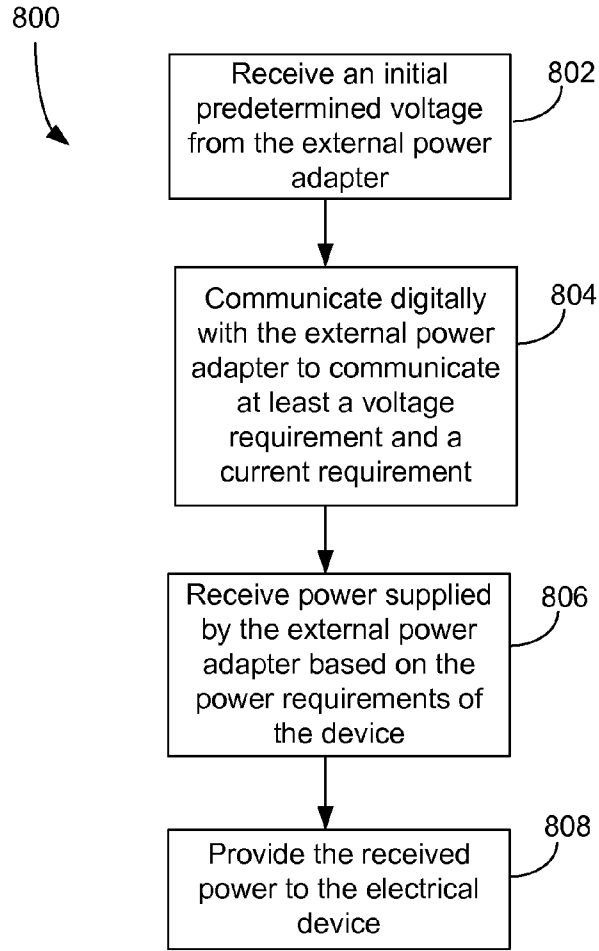 800
Receive an initial
predetermined voltage
from the external power
adapter
802
Communicate digitally
with the external power
adapter to communicate
at least a voltage
requirement and a
current requirement
804
Receive power supplied
by the external power
adapter based on the
power requirements of
the device
806
Provide the received
power to the electrical
device
808